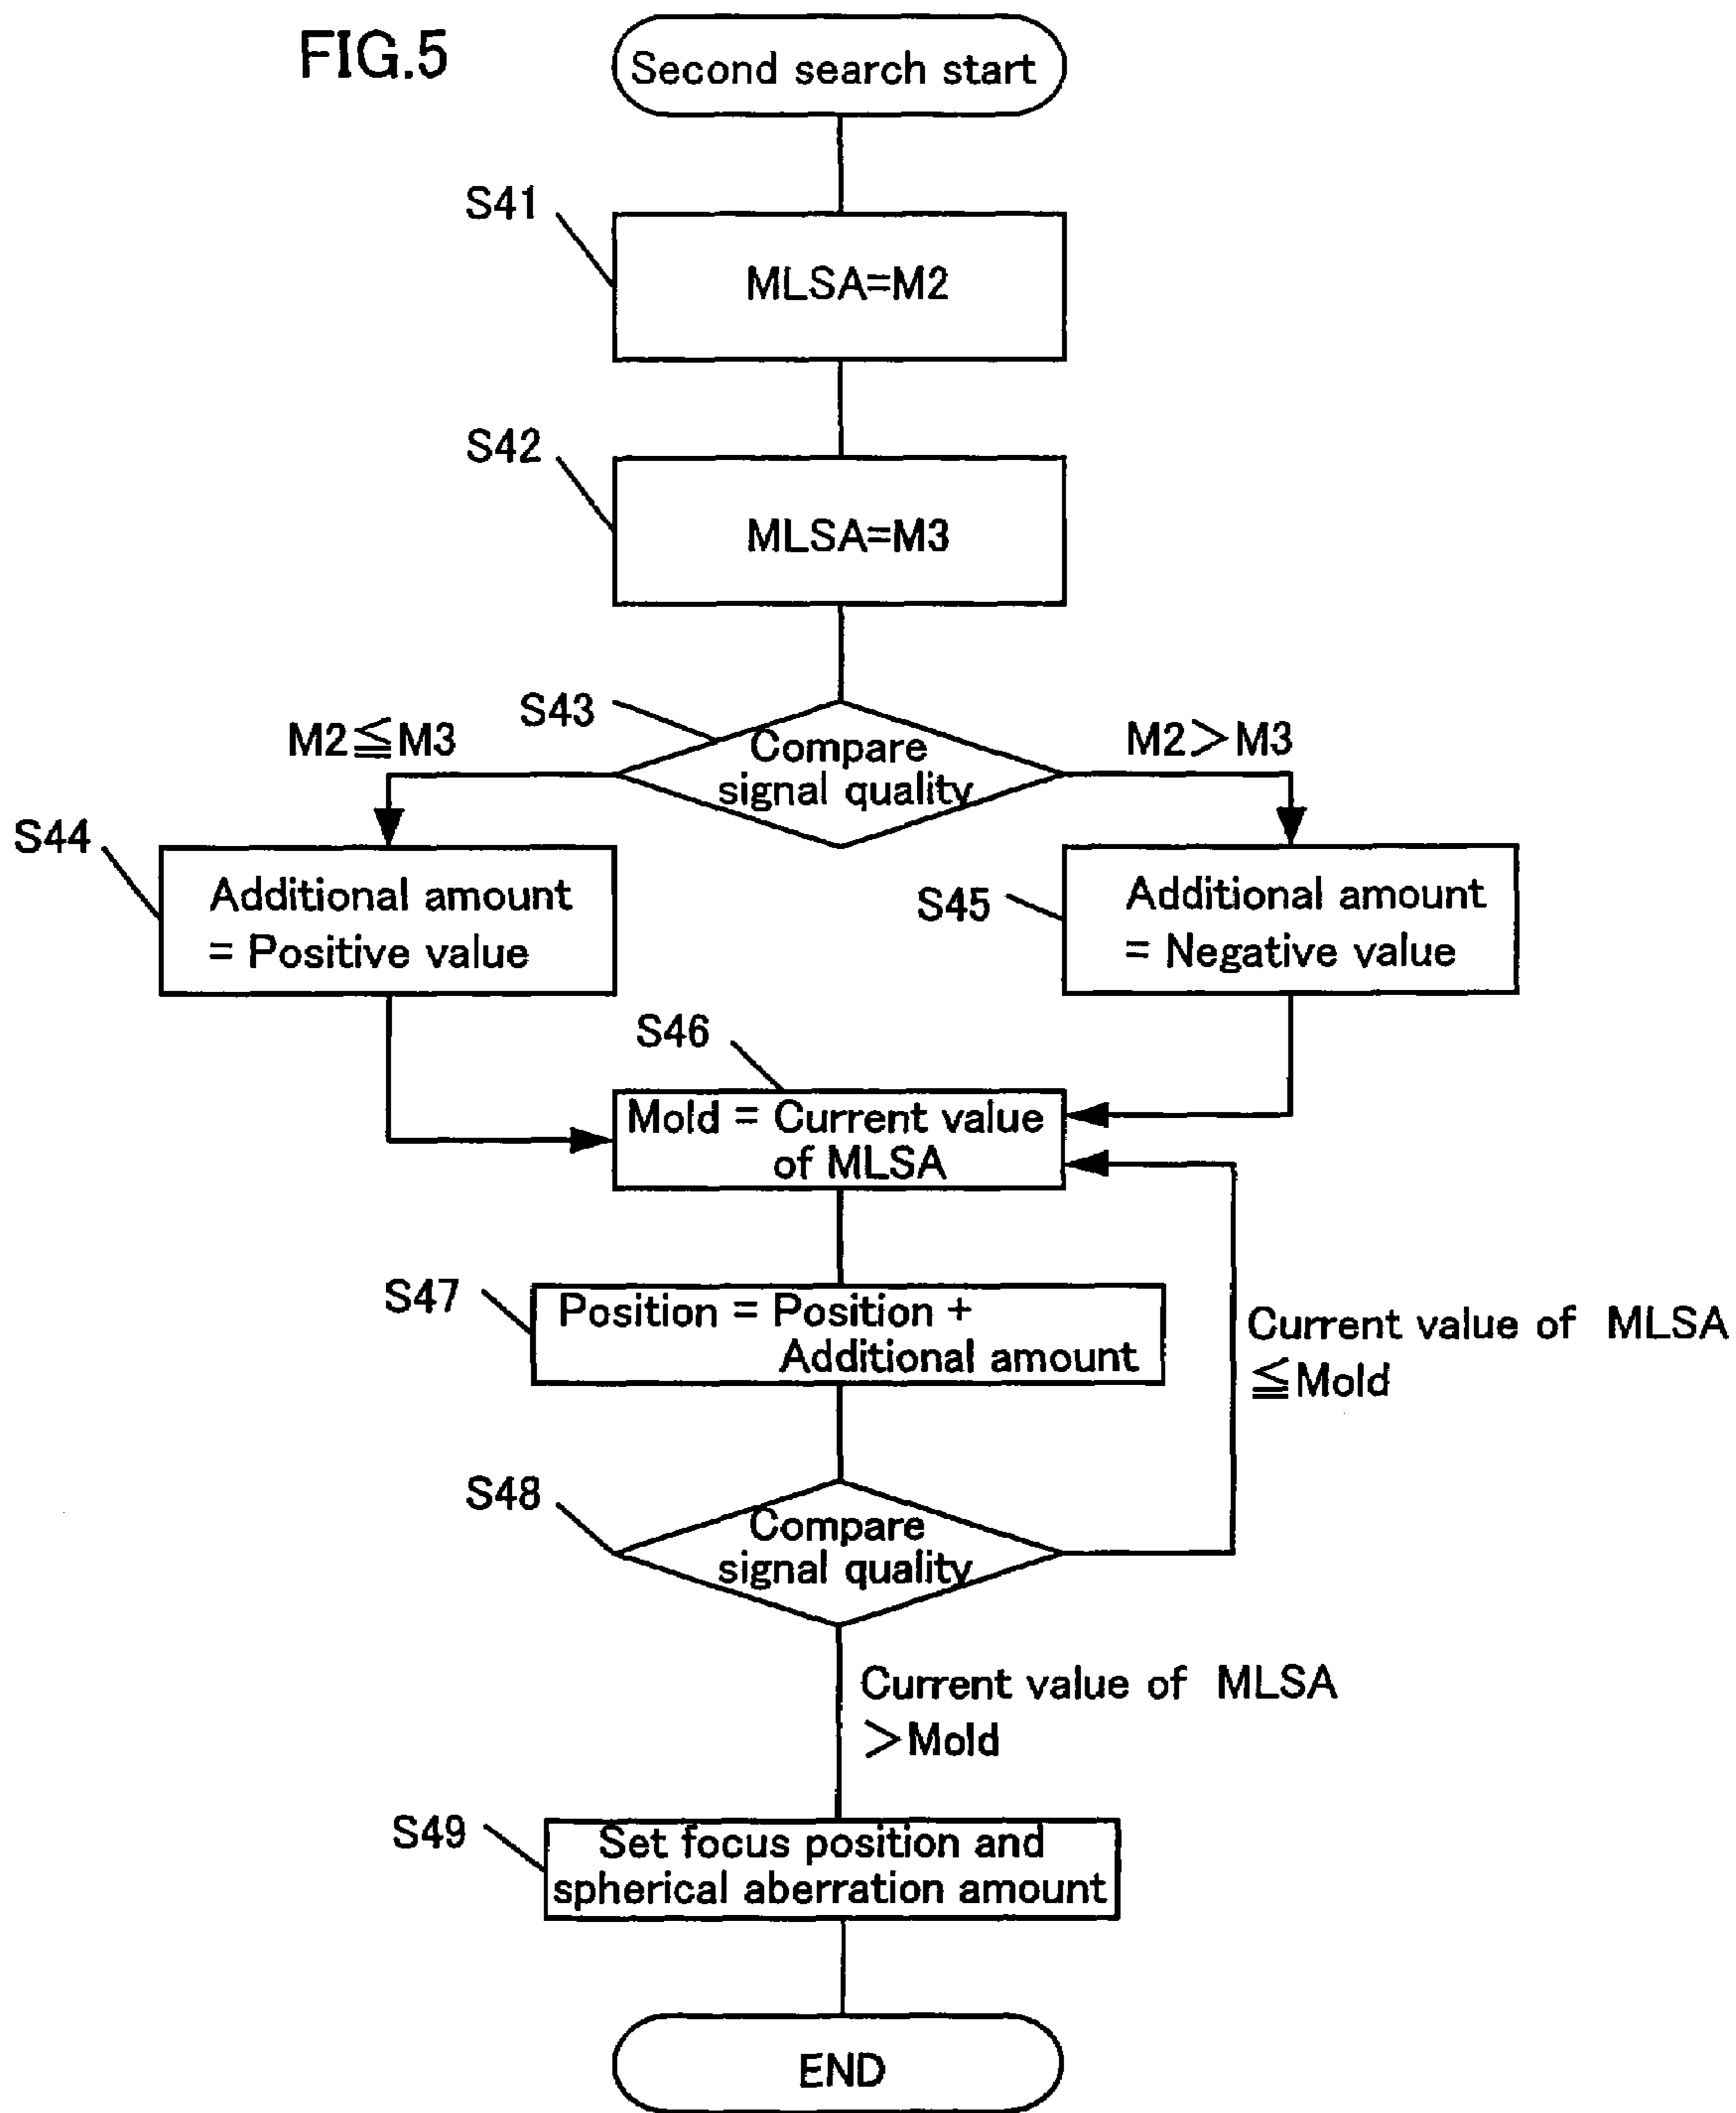 FIG.5
Second search start
S41
MLSA=M2
S42
MLSA=M3
S43
Compare
signal quality
M2≦M3
M2>M3
S44
Additional amount
= Positive value
S45
Additional amount
= Negative value
S46
Mold = Current value
of MLSA
S47
Position = Position +
Additional amount
Current value of MLSA
≦Mold
S48
Compare
signal quality
Current value of MLSA
>Mold
S49
Set focus position and
spherical aberration amount
END